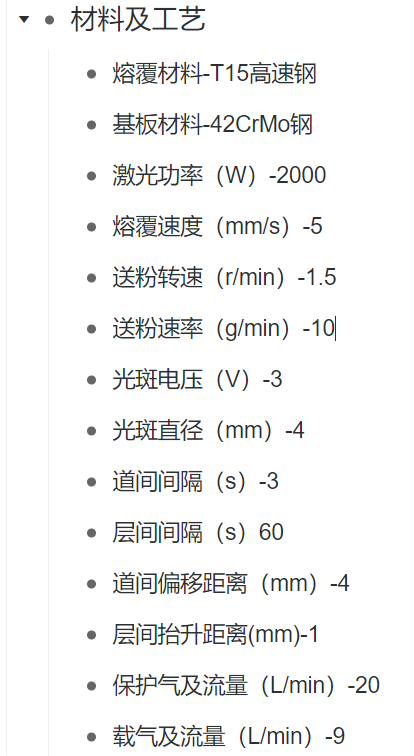 材料及工艺
熔覆材料-T15高速钢
基板材料-42CrMo钢
激光功率（W）-2000
熔覆速度（mm/s）-5
送粉转速（r/min）-1.5
送粉速率（g/min）-10
光斑电压（V）-3
光斑直径（mm）-4
道间间隔（s）-3
层间间隔（s）60
道间偏移距离（mm）-4
层间抬升距离(mm)-1
保护气及流量（L/min）-20
载气及流量（L/min）-9